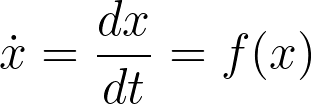 ẋ = dx/dt = f(x)